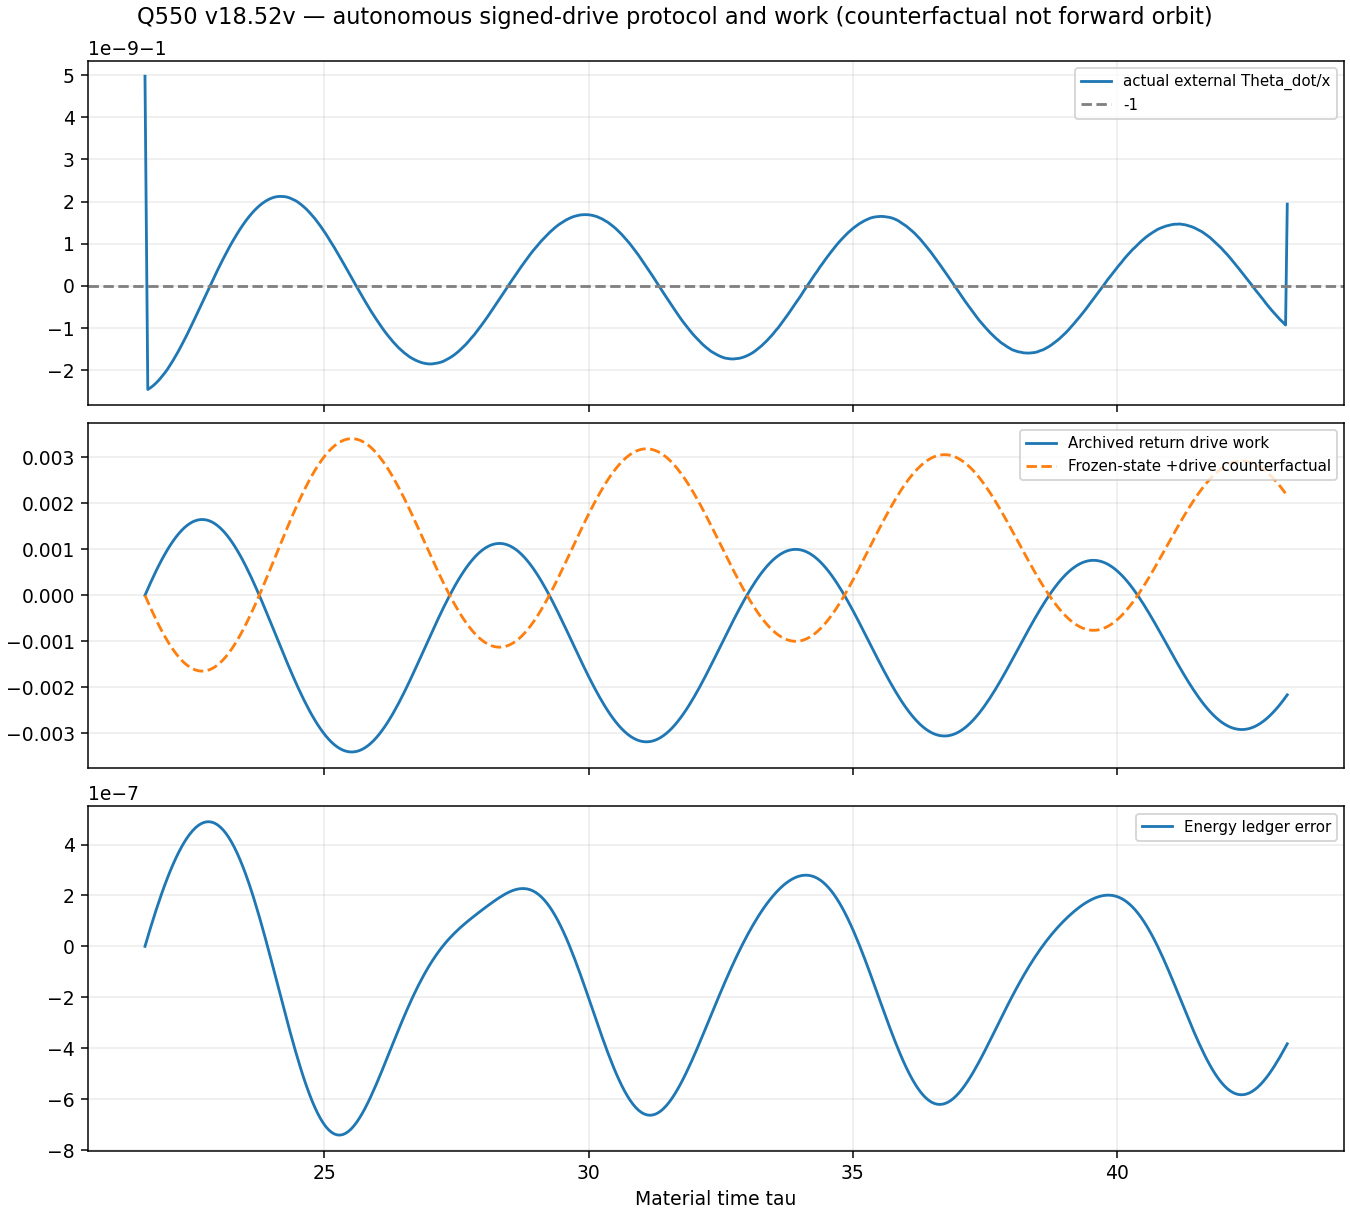 Q550 v18.52v — autonomous signed-drive protocol and work (counterfactual not forward orbit)
1e−9−1
5
4
3
2
1
0
−1
−2
actual external Theta_dot/x
-1
0.003
0.002
0.001
0.000
−0.001
−0.002
−0.003
Archived return drive work
Frozen-state +drive counterfactual
1e−7
4
2
0
−2
−4
−6
−8
Energy ledger error
25 30 35 40
Material time tau